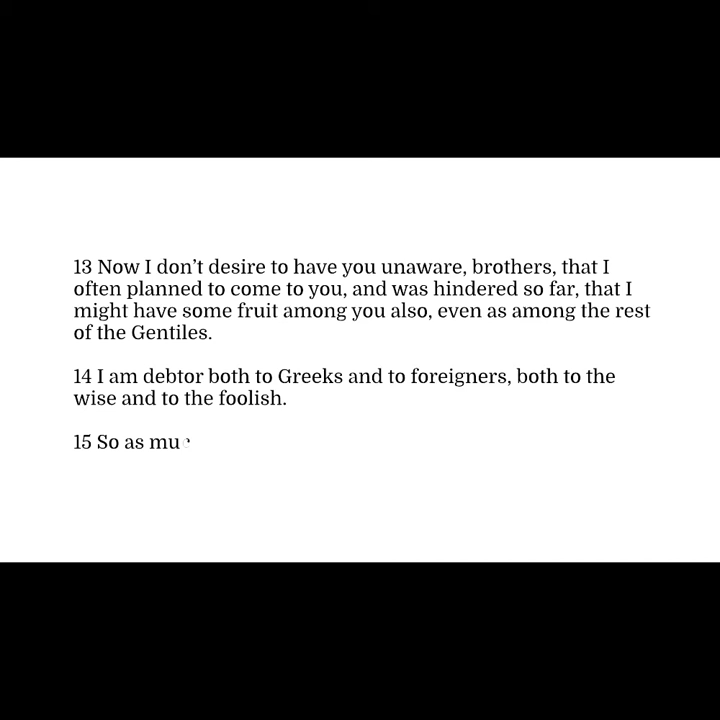 13 Now I don’t desire to have you unaware, brothers, that I
often planned to come to you, and was hindered so far, that I
might have some fruit among you also, even as among the rest
of the Gentiles.
14 I am debtor both to Greeks and to foreigners, both to the
wise and to the foolish.
15 So as